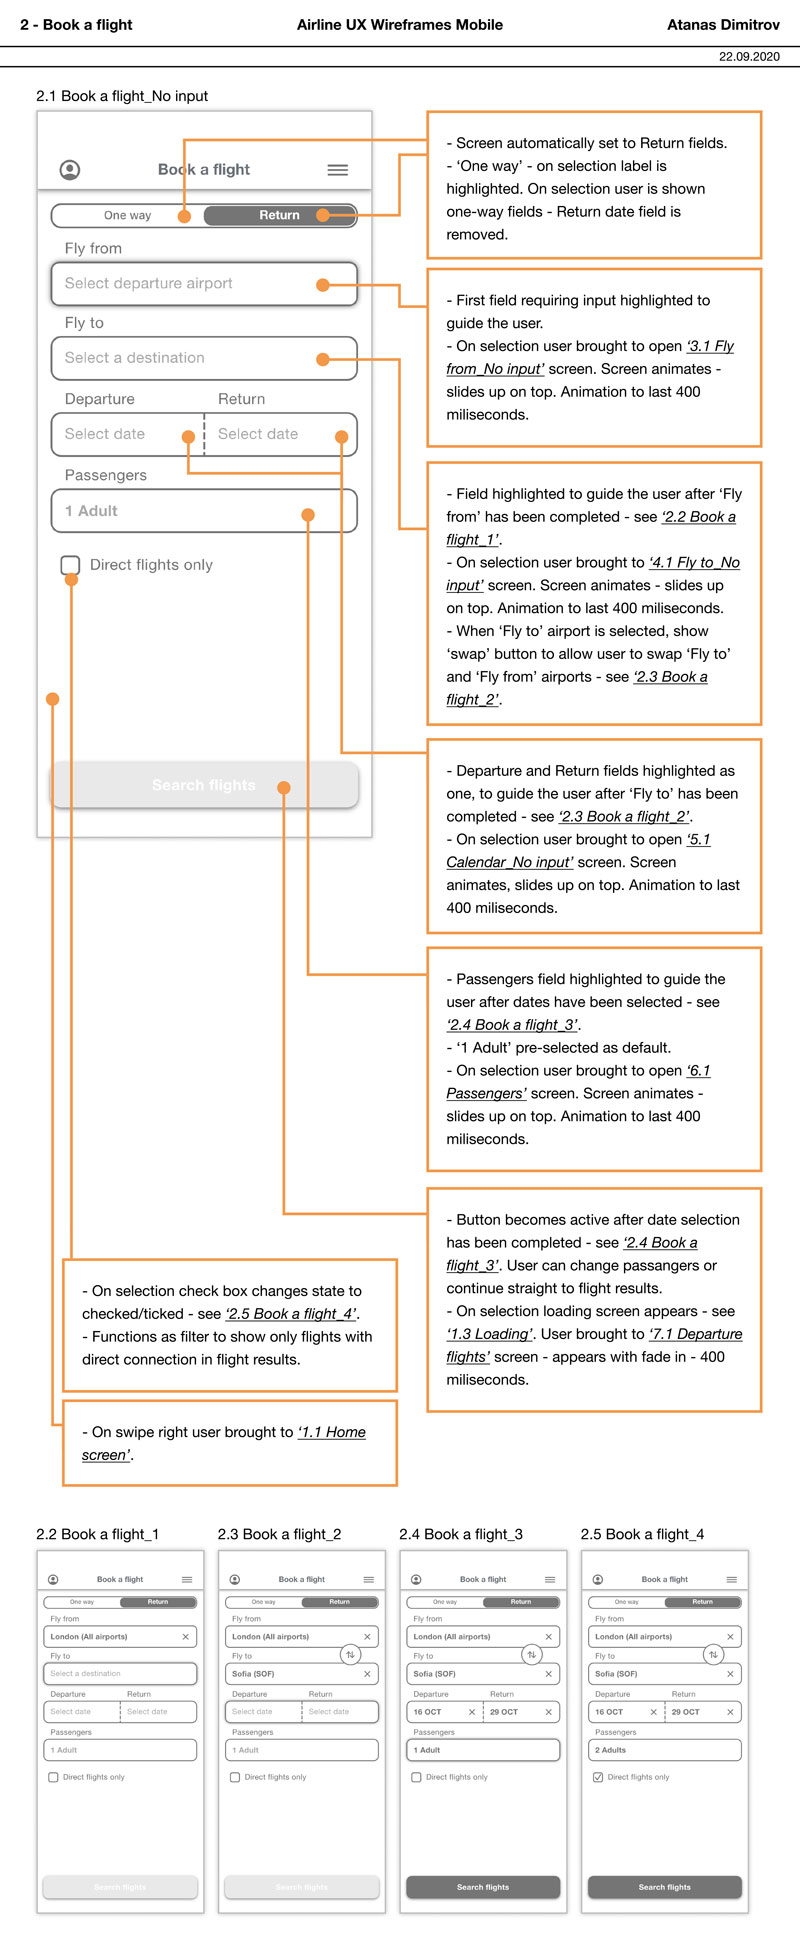 2 - Book a flight
Airline UX Wireframes Mobile
Atanas Dimitrov
22.09.2020
2.1 Book a flight_No input
Book a flight
One way
Return
Fly from
Select departure airport
Fly to
Select a destination
Departure
Return
Select date
Select date
Passengers
1 Adult
Direct flights only
Search flights
- Screen automatically set to Return fields.
- ‘One way’ - on selection label is
highlighted. On selection user is shown
one-way fields - Return date field is
removed.
- First field requiring input highlighted to
guide the user.
- On selection user brought to open ‘3.1 Fly
from_No input’ screen. Screen animates -
slides up on top. Animation to last 400
miliseconds.
- Field highlighted to guide the user after ‘Fly
from’ has been completed - see ‘2.2 Book a
flight_1’.
- On selection user brought to ‘4.1 Fly to_No
input’ screen. Screen animates - slides up
on top. Animation to last 400 miliseconds.
- When ‘Fly to’ airport is selected, show
‘swap’ button to allow user to swap ‘Fly to’
and ‘Fly from’ airports - see ‘2.3 Book a
flight_2’.
- Departure and Return fields highlighted as
one, to guide the user after ‘Fly to’ has been
completed - see ‘2.3 Book a flight_2’.
- On selection user brought to open ‘5.1
Calendar_No input’ screen. Screen
animates, slides up on top. Animation to last
400 miliseconds.
- Passengers field highlighted to guide the
user after dates have been selected - see
‘2.4 Book a flight_3’.
- ‘1 Adult’ pre-selected as default.
- On selection user brought to open ‘6.1
Passengers’ screen. Screen animates -
slides up on top. Animation to last 400
miliseconds.
- Button becomes active after date selection
has been completed - see ‘2.4 Book a
flight_3’. User can change passangers or
continue straight to flight results.
- On selection loading screen appears - see
‘1.3 Loading’. User brought to ‘7.1 Departure
flights’ screen - appears with fade in - 400
miliseconds.
- On selection check box changes state to
checked/ticked - see ‘2.5 Book a flight_4’.
- Functions as filter to show only flights with
direct connection in flight results.
- On swipe right user brought to ‘1.1 Home
screen’.
2.2 Book a flight_1
Book a flight
One way
Return
Fly from
London (All airports)
Fly to
Select a destination
Departure
Return
Select date
Select date
Passengers
1 Adult
Direct flights only
Search flights
2.3 Book a flight_2
Book a flight
One way
Return
Fly from
London (All airports)
Fly to
Sofia (SOF)
Departure
Return
Select date
Select date
Passengers
1 Adult
Direct flights only
Search flights
2.4 Book a flight_3
Book a flight
One way
Return
Fly from
London (All airports)
Fly to
Sofia (SOF)
Departure
Return
16 OCT
29 OCT
Passengers
1 Adult
Direct flights only
Search flights
2.5 Book a flight_4
Book a flight
One way
Return
Fly from
London (All airports)
Fly to
Sofia (SOF)
Departure
Return
16 OCT
29 OCT
Passengers
2 Adults
Direct flights only
Search flights